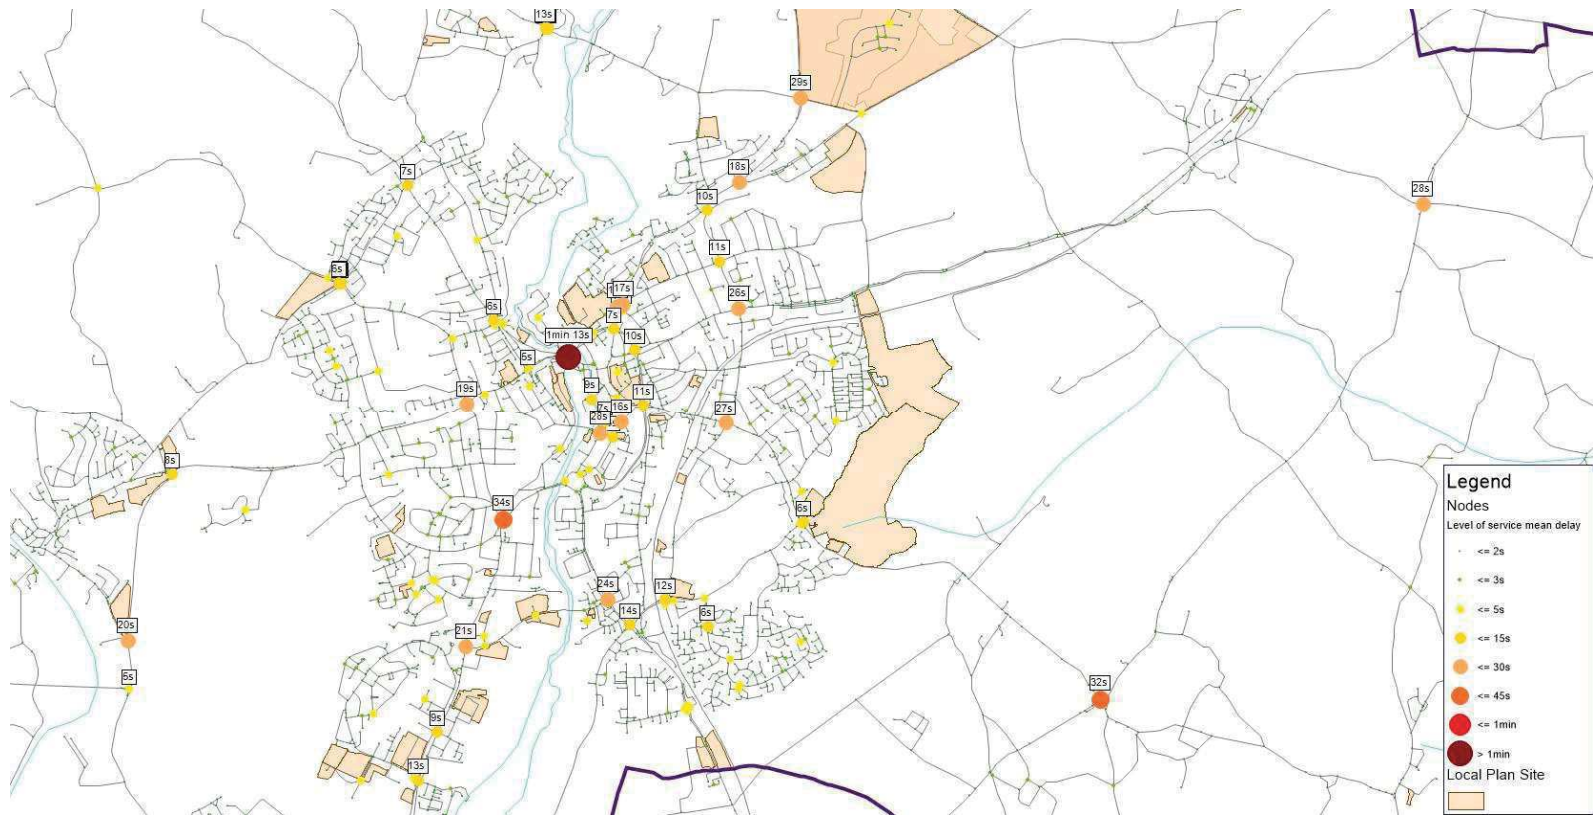 13s
29s
18s
7s
28s
10s
11s
6s
17s
26s
6s
7s
1min 13s
10s
5s
19s
9s
11s
7s
16s
27s
28s
8s
34s
6s
24s
12s
14s
6s
20s
21s
5s
32s
9s
13s
Legend
Nodes
Level of service mean delay
<= 2s
<= 3s
<= 5s
<= 15s
<= 30s
<= 45s
<= 1min
> 1min
Local Plan Site